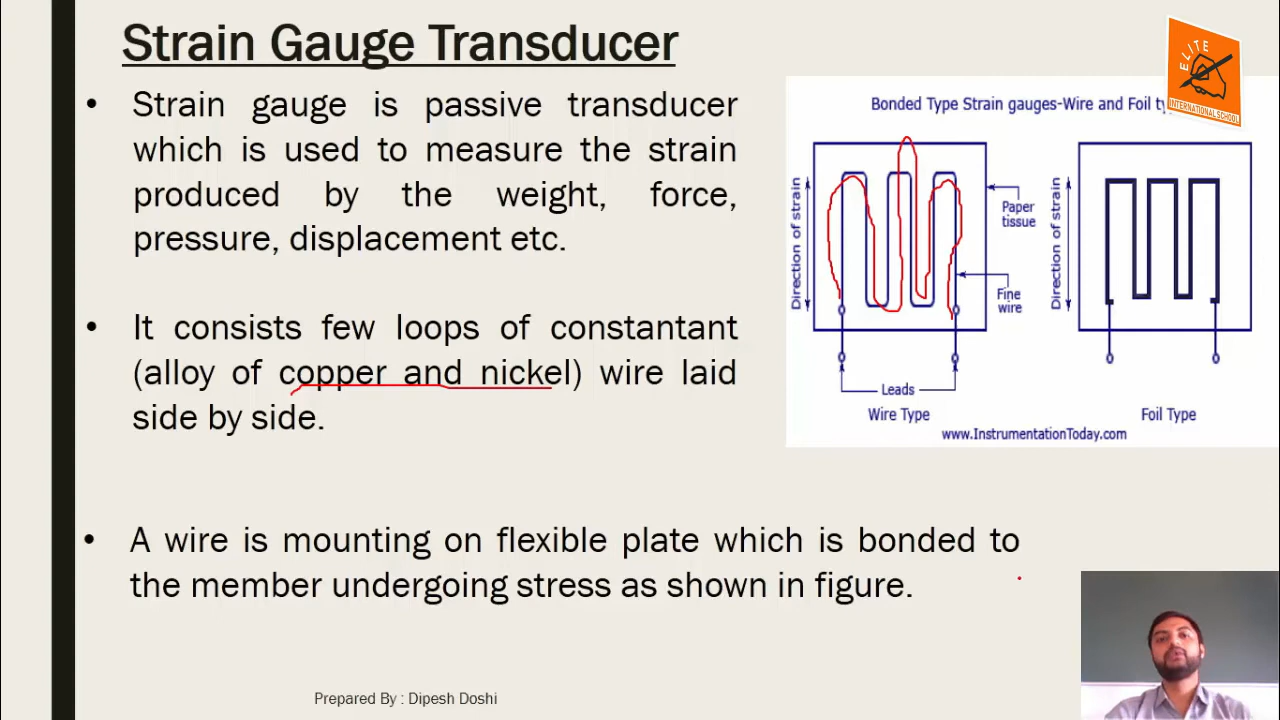 Strain Gauge Transducer
• Strain gauge is passive transducer
which is used to measure the strain
produced by the weight, force,
pressure, displacement etc.
• It consists few loops of constantant
(alloy of copper and nickel) wire laid
side by side.
• A wire is mounting on flexible plate which is bonded to
the member undergoing stress as shown in figure.
Prepared By : Dipesh Doshi
ELITE
INTERNATIONAL SCHOOL
Bonded Type Strain gauges-Wire and Foil
Direction of strain
Paper
tissue
Fine
wire
Leads
Wire Type
Direction of strain
Foil Type
www.InstrumentationToday.com